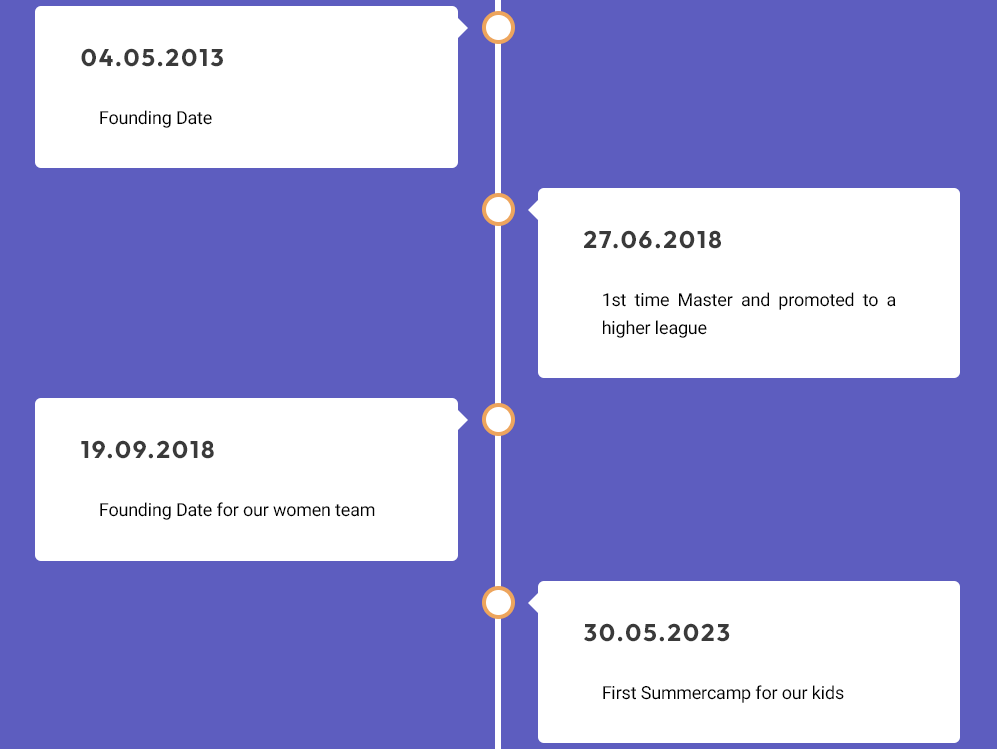 04.05.2013
Founding Date
27.06.2018
1st time Master and promoted to a
higher league
19.09.2018
Founding Date for our women team
30.05.2023
First Summercamp for our kids